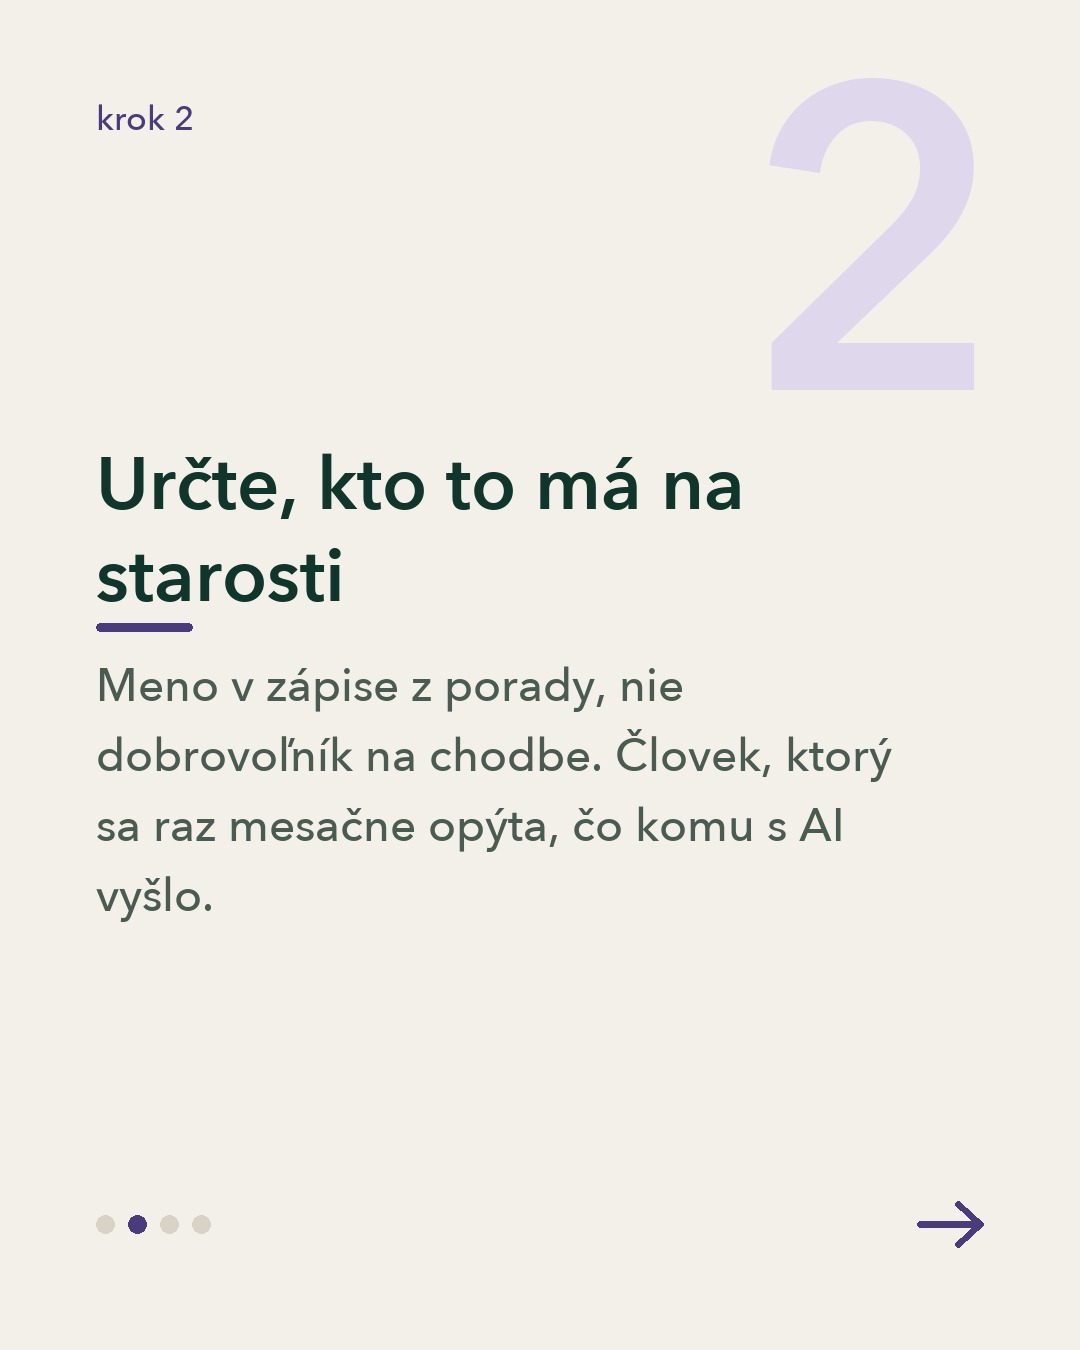 krok 2
2
Určte, kto to má na
starosti
Meno v zápise z porady, nie
dobrovoľník na chodbe. Človek, ktorý
sa raz mesačne opýta, čo komu s AI
vyšlo.